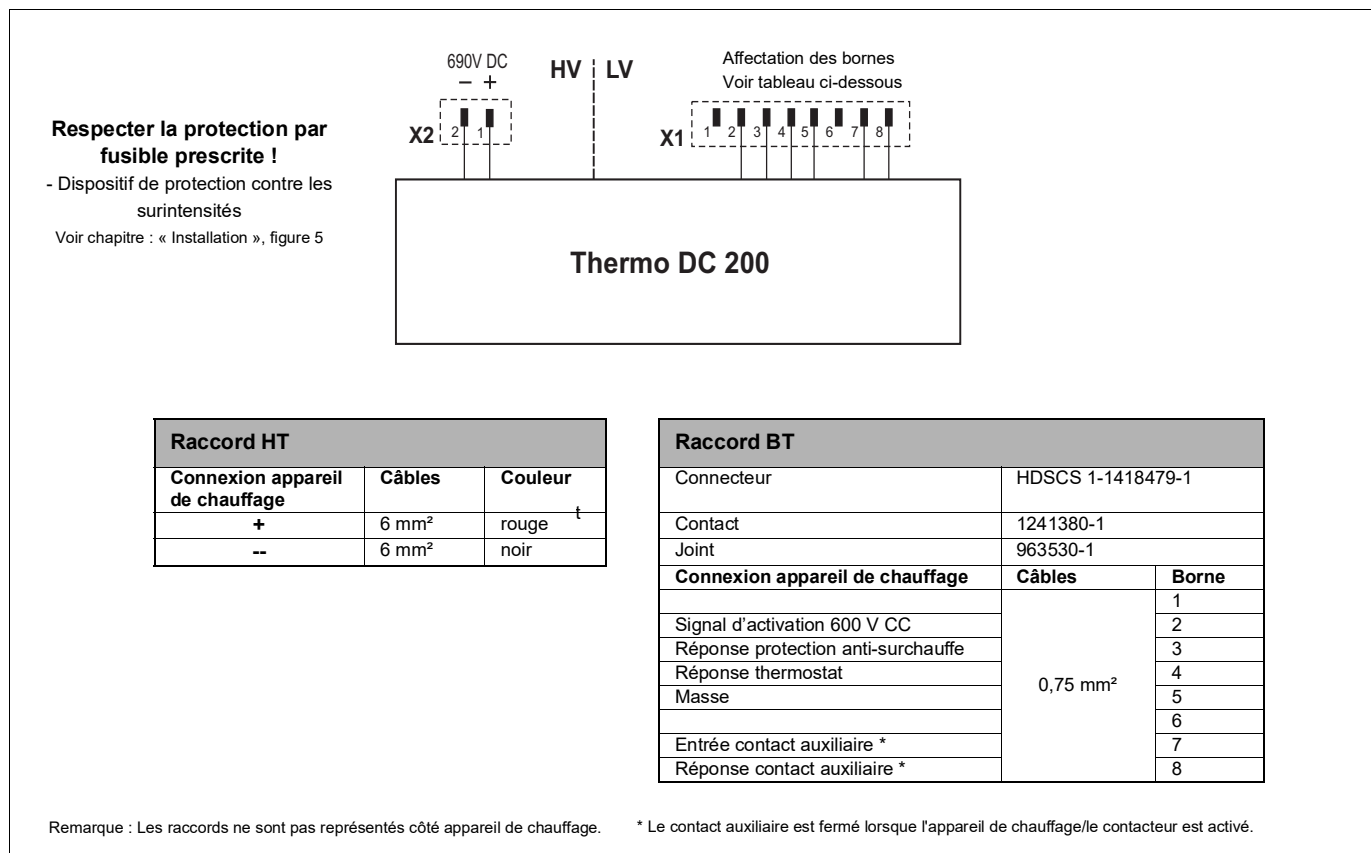 690V DC
– +
HV LV
Affectation des bornes
Voir tableau ci-dessous
X2 2 1
X1 1 2 3 4 5 6 7 8
Respecter la protection par
fusible prescrite !
- Dispositif de protection contre les
surintensités
Voir chapitre : « Installation », figure 5
Thermo DC 200
Raccord HT
Connexion appareil de chauffage Câbles Couleur
+ 6 mm² rouge t
-- 6 mm² noir
Raccord BT
Connecteur HDSCS 1-1418479-1
Contact 1241380-1
Joint 963530-1
Connexion appareil de chauffage Câbles Borne
1
Signal d’activation 600 V CC 2
Réponse protection anti-surchauffe 3
Réponse thermostat 4
0,75 mm²
Masse 5
6
Entrée contact auxiliaire * 7
Réponse contact auxiliaire * 8
Remarque : Les raccords ne sont pas représentés côté appareil de chauffage.
* Le contact auxiliaire est fermé lorsque l'appareil de chauffage/le contacteur est activé.